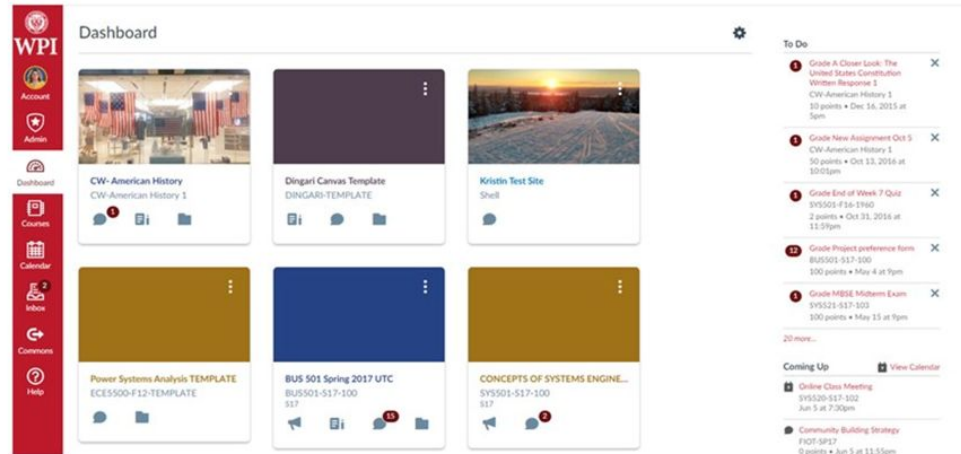 WPI
Account
Admin
Dashboard
Courses
Calendar
2
Inbox
Commons
Help
Dashboard
CW- American History
CW-American History 1
1
Dingari Canvas Template
DINGARI-TEMPLATE
Kristin Test Site
Shell
Power Systems Analysis TEMPLATE
ECE5500-F12-TEMPLATE
BUS 501 Spring 2017 UTC
BUS501-S17-100
S17
15
CONCEPTS OF SYSTEMS ENGINE...
SYS501-S17-103
S17
2
To Do
1
Grade A Closer Look: The
United States Constitution
Written Response 1
CW-American History 1
10 points • Dec 16, 2015 at
5pm
1
Grade New Assignment Oct 5
CW-American History 1
50 points • Oct 13, 2016 at
10:01pm
1
Grade End of Week 7 Quiz
SYS501-F16-1960
2 points • Oct 31, 2016 at
11:59pm
12
Grade Project preference form
BUS501-S17-100
100 points • May 4 at 9pm
1
Grade MBSE Midterm Exam
SYS521-S17-103
100 points • May 15 at 9pm
20 more...
Coming Up
View Calendar
Online Class Meeting
SYS520-S17-102
Jun 5 at 7:30pm
Community Building Strategy
FIOT-SP17
0 points • Jun 5 at 11:55pm